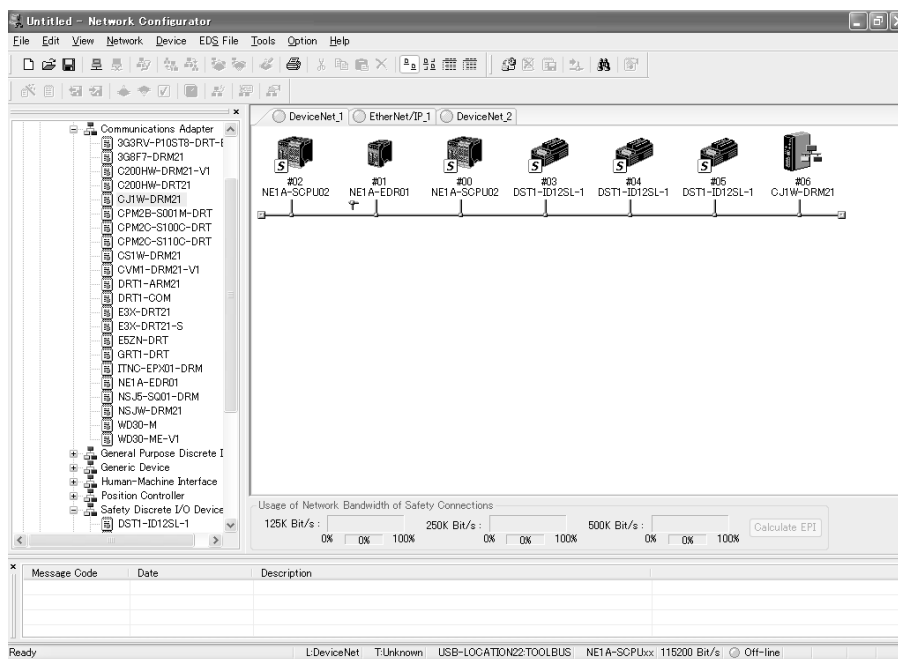 Untitled - Network Configurator
File Edit View Network Device EDS File Tools Option Help
DeviceNet_1 EtherNet/IP_1 DeviceNet_2
Communications Adapter
3G3RV-P10ST8-DRT-E
3G8F7-DRM21
C200HW-DRM21-V1
C200HW-DRT21
CJ1W-DRM21
CPM2B-S001M-DRT
CPM2C-S100C-DRT
CPM2C-S110C-DRT
CS1W-DRM21
CVM1-DRM21-V1
DRT1-ARM21
DRT1-COM
E3X-DRT21
E3X-DRT21-S
E5ZN-DRT
GRT1-DRT
ITNC-EPX01-DRM
NE1A-EDR01
NSJ5-SQ01-DRM
NSJW-DRM21
WD30-M
WD30-ME-V1
General Purpose Discrete I
Generic Device
Human-Machine Interface
Position Controller
Safety Discrete I/O Device
DST1-ID12SL-1
S S S S S
#02 #01 #00 #03 #04 #05 #06
NE1A-SCPU02 NE1A-EDR01 NE1A-SCPU02 DST1-ID12SL-1 DST1-ID12SL-1 DST1-ID12SL-1 CJ1W-DRM21
Usage of Network Bandwidth of Safety Connections
125K Bit/s : 250K Bit/s : 500K Bit/s : Calculate EPI
0% 0% 100% 0% 0% 100% 0% 0% 100%
Message Code Date Description
Ready L:DeviceNet T:Unknown USB-LOCATION22:TOOLBUS NE1A-SCPUxx 115200 Bit/s Off-line